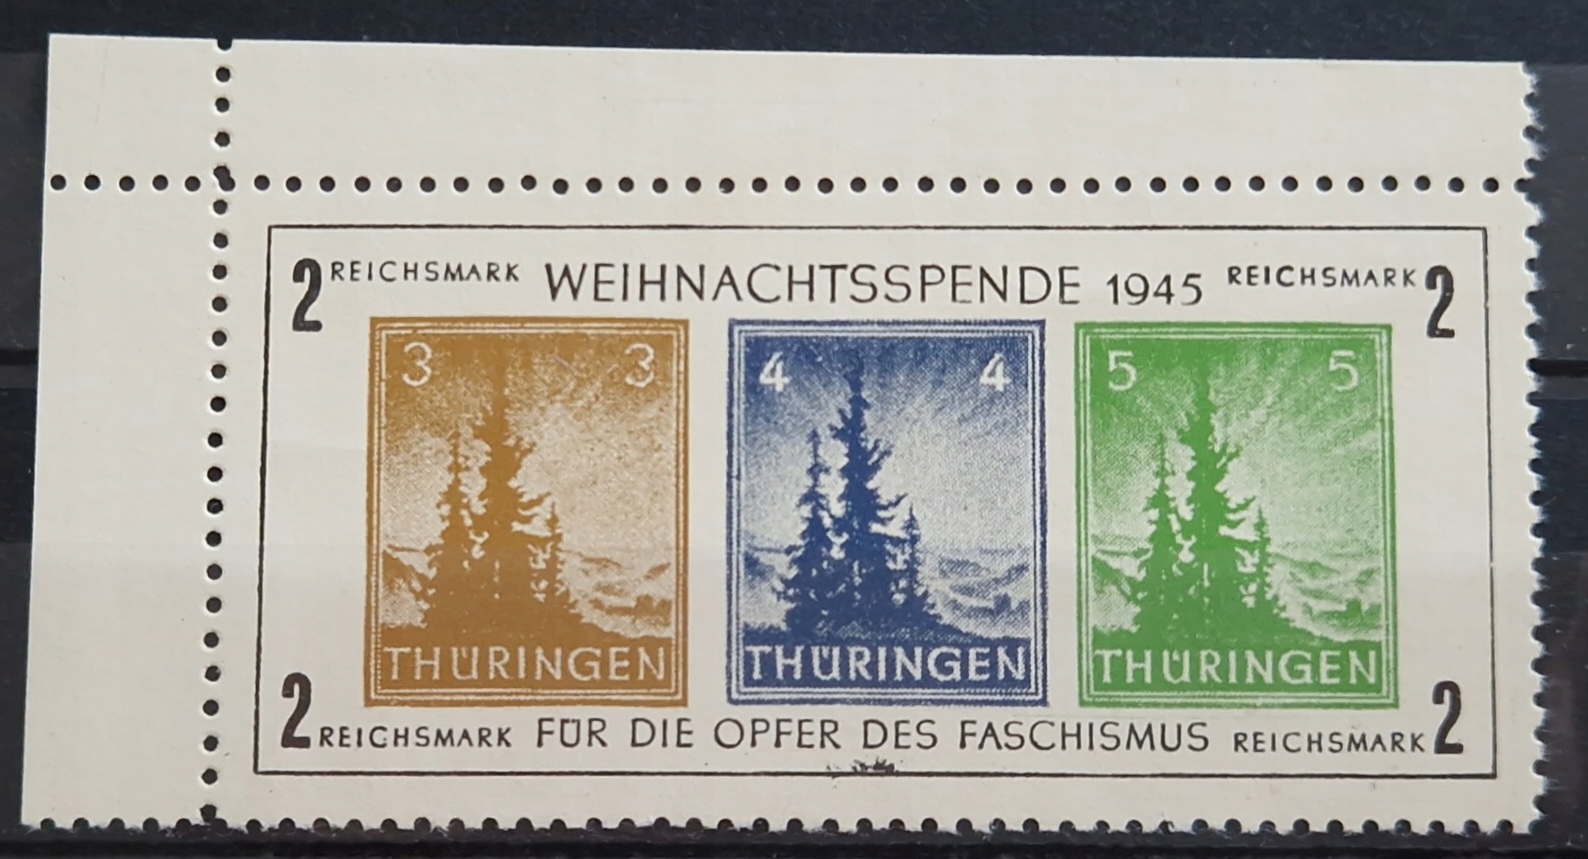 2 REICHSMARK WEIHNACHTSSPENDE 1945 REICHSMARK 2
3 3 4 4 5 5
THÜRINGEN THÜRINGEN THÜRINGEN
2 REICHSMARK FÜR DIE OPFER DES FASCHISMUS REICHSMARK 2